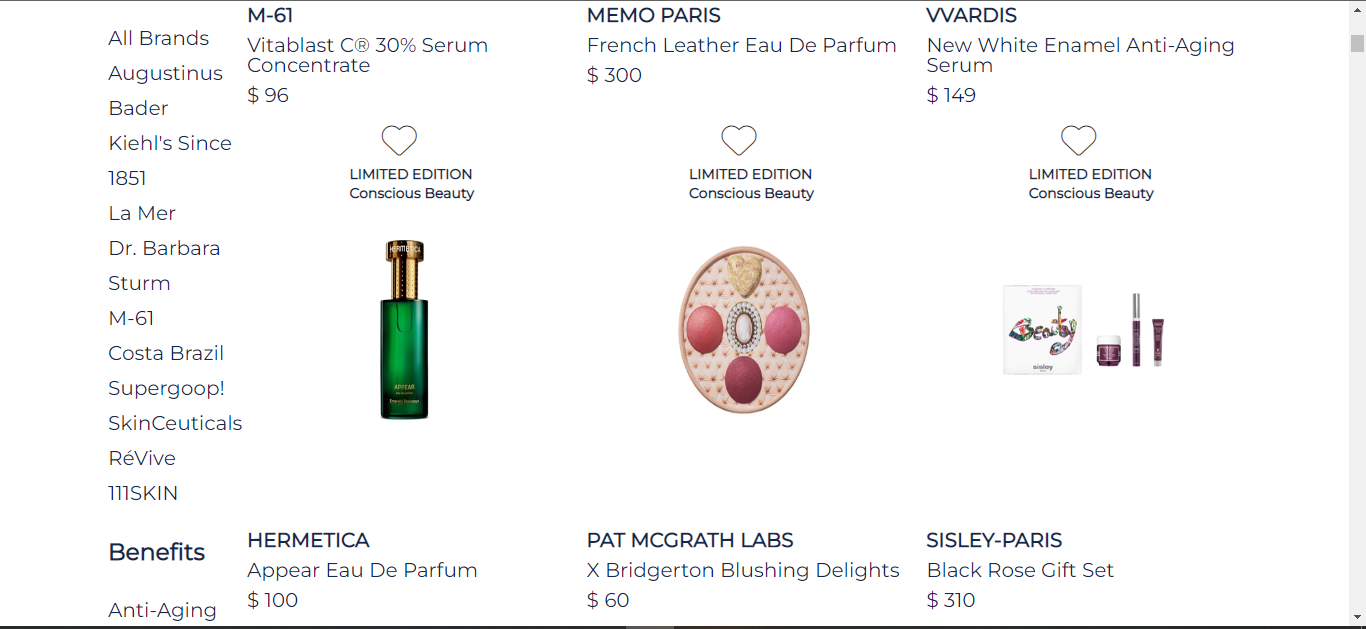 All Brands
Augustinus
Bader
Kiehl's Since
1851
La Mer
Dr. Barbara
Sturm
M-61
Costa Brazil
Supergoop!
SkinCeuticals
RéVive
111SKIN
Benefits
Anti-Aging
M-61
Vitablast C® 30% Serum
Concentrate
$ 96
MEMO PARIS
French Leather Eau De Parfum
$ 300
VVARDIS
New White Enamel Anti-Aging
Serum
$ 149
LIMITED EDITION
Conscious Beauty
HERMETICA
APPEAR
HERMETICA
Appear Eau De Parfum
$ 100
LIMITED EDITION
Conscious Beauty
PAT MCGRATH LABS
X Bridgerton Blushing Delights
$ 60
LIMITED EDITION
Conscious Beauty
Beauty
sisley
SISLEY-PARIS
Black Rose Gift Set
$ 310